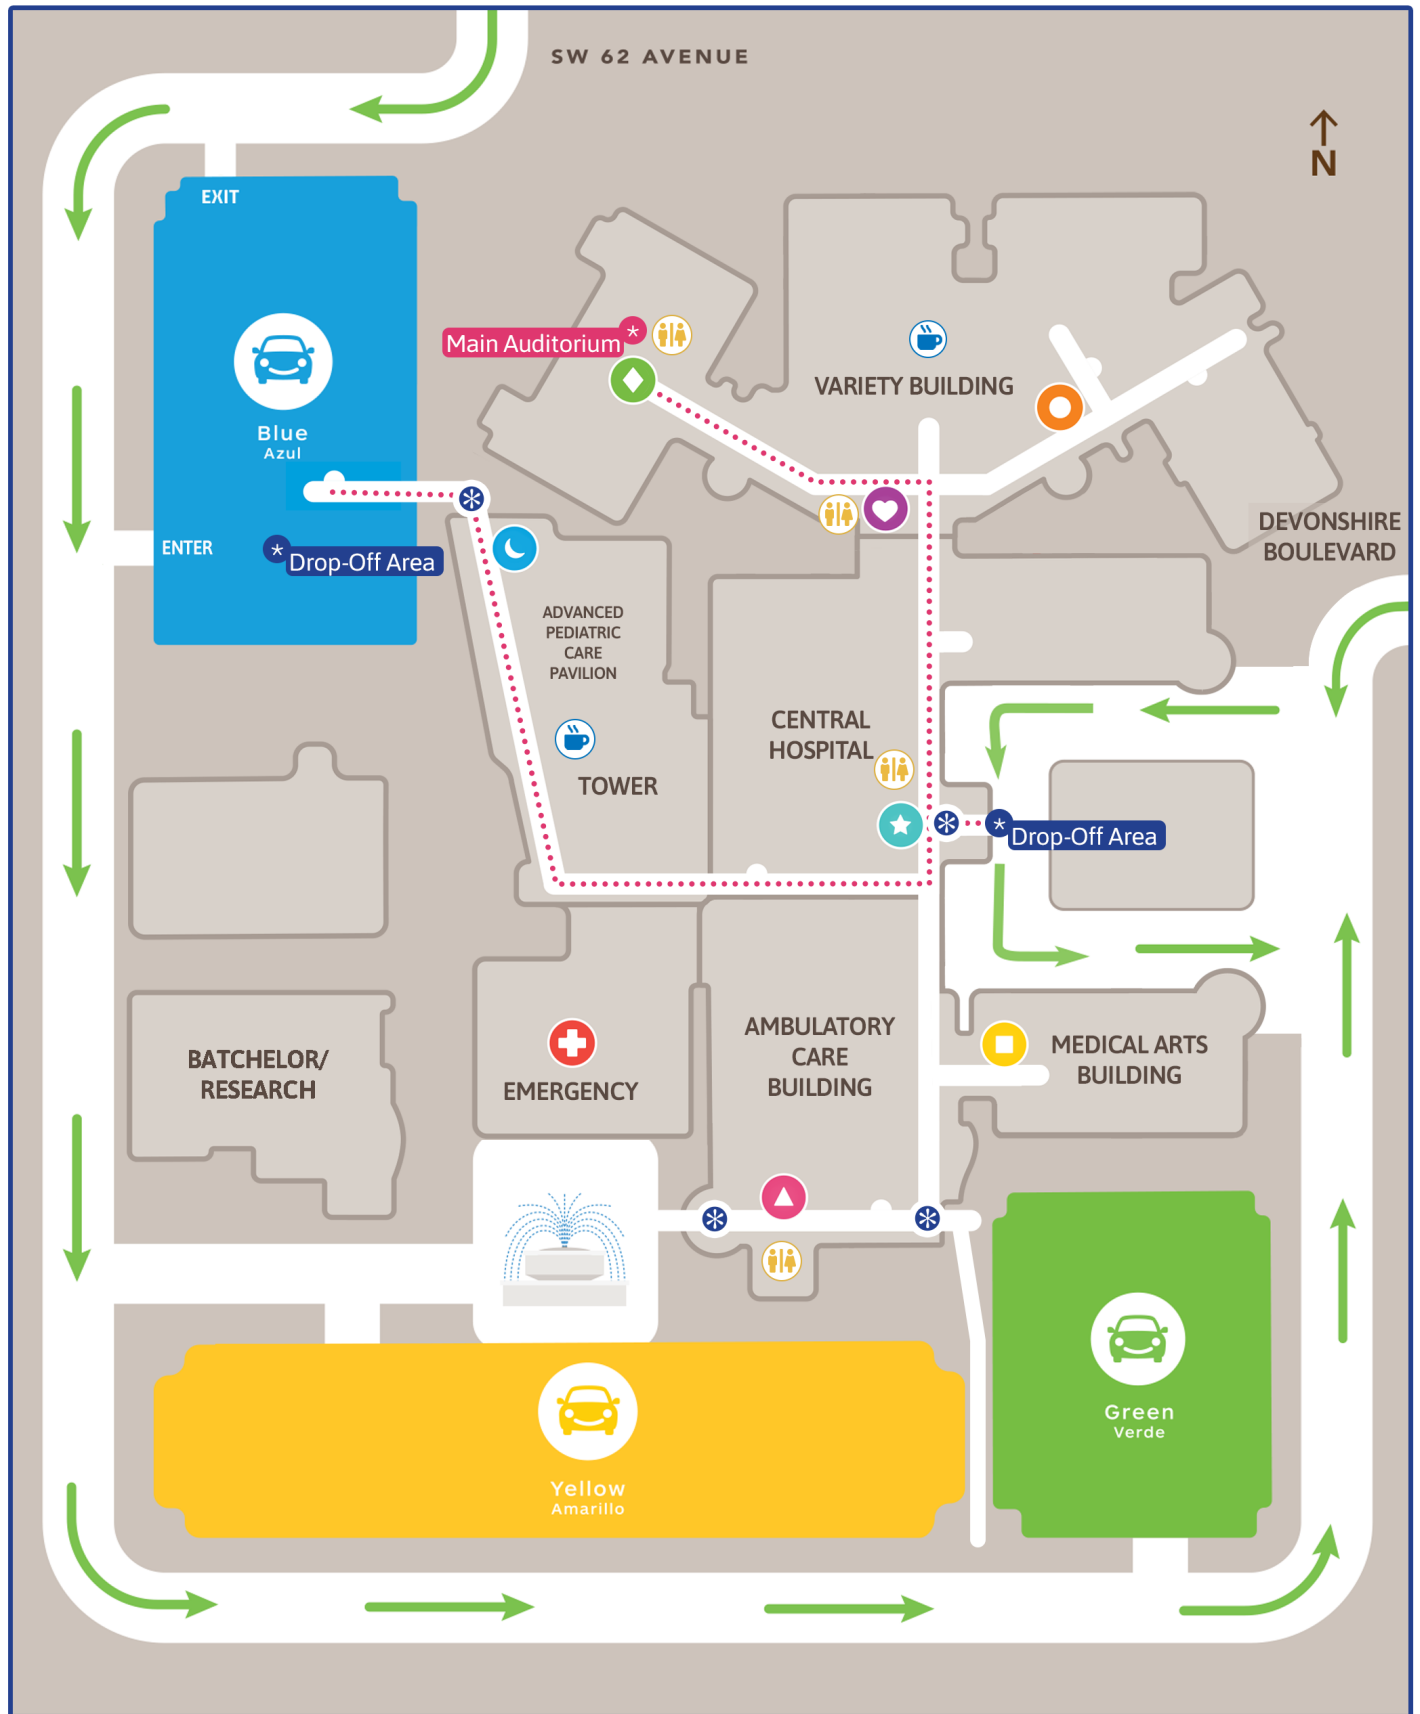 SW 62 AVENUE
N
EXIT
Main Auditorium
VARIETY BUILDING
Blue
Azul
ENTER
Drop-Off Area
DEVONSHIRE
BOULEVARD
ADVANCED
PEDIATRIC
CARE
PAVILION
TOWER
CENTRAL
HOSPITAL
Drop-Off Area
BATCHELOR/
RESEARCH
EMERGENCY
AMBULATORY
CARE
BUILDING
MEDICAL ARTS
BUILDING
Green
Verde
Yellow
Amarillo